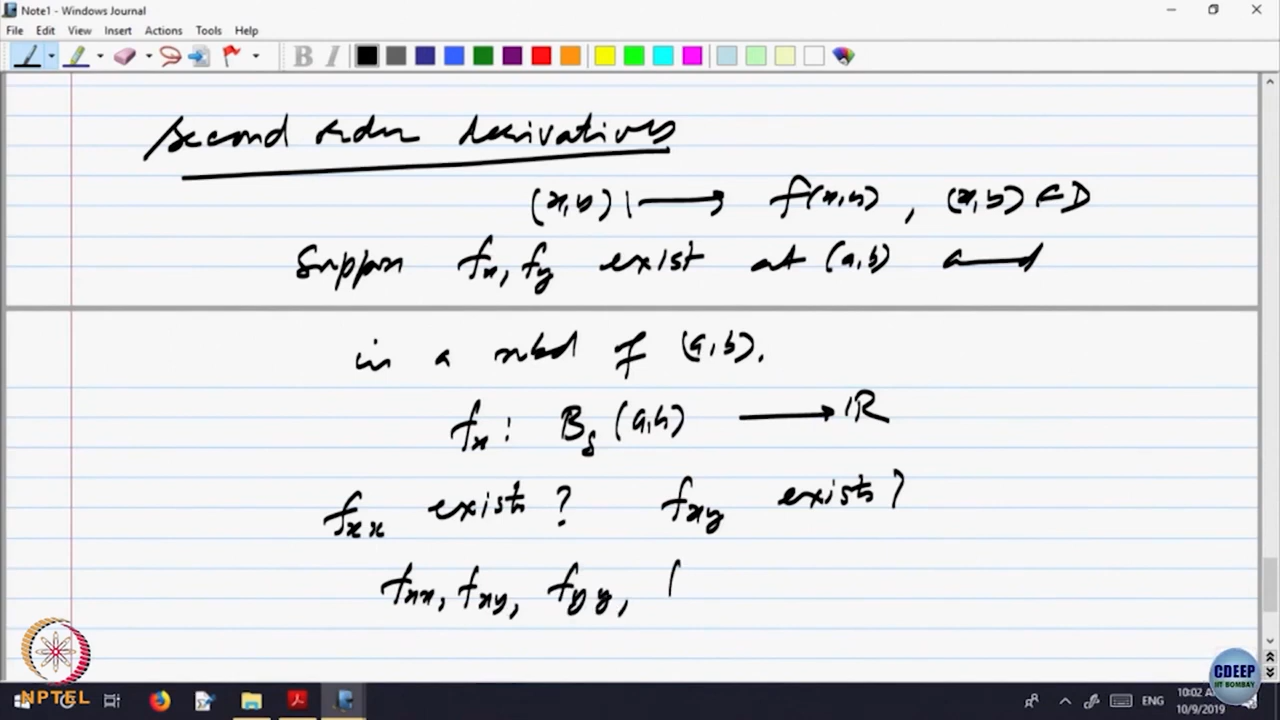 Note1 - Windows Journal
File Edit View Insert Actions Tools Help
B I
Second order derivatives
(x,y) ↦ f(x,y), (x,y) ∈ D
Suppose fx, fy exist at (a,b) and
in a nbd of (a,b).
fx : Bδ (a,b) → ℝ
fxx exists? fxy exists?
fxx, fxy, fyy, (
NPTEL
CDEEP
IIT BOMBAY
ENG
10:02 A
10/9/2019